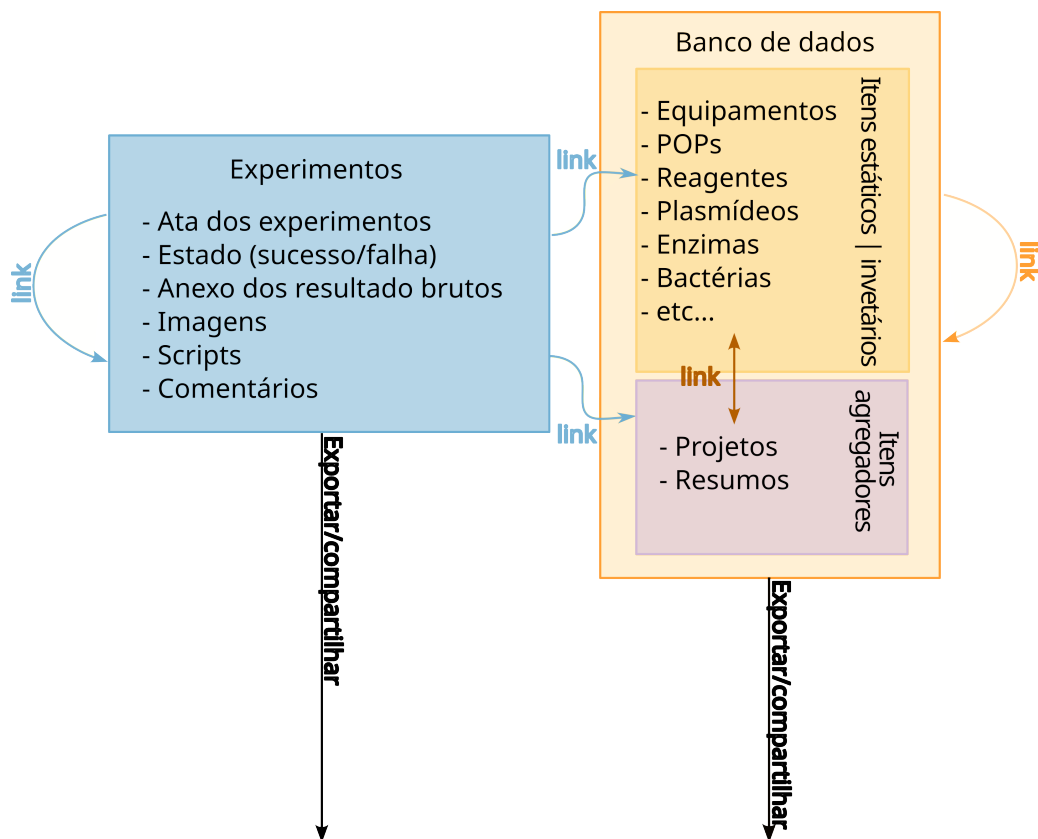 Banco de dados
Itens estáticos | invetários
- Equipamentos
- POPs
- Reagentes
- Plasmídeos
- Enzimas
- Bactérias
- etc...
link
Experimentos
- Ata dos experimentos
- Estado (sucesso/falha)
- Anexo dos resultado brutos
- Imagens
- Scripts
- Comentários
link
link
link
link
Itens
agregadores
- Projetos
- Resumos
Exportar/compartilhar
Exportar/compartilhar